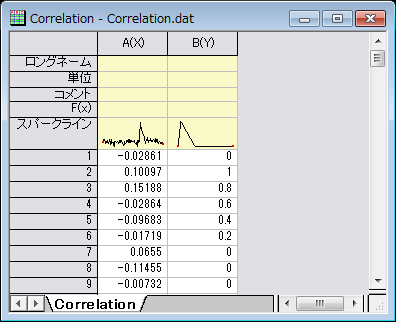 Correlation - Correlation.dat
A(X) B(Y)
ロングネーム
単位
コメント
F(x)
スパークライン
1 -0.02861 0
2 0.10097 1
3 0.15188 0.8
4 -0.02864 0.6
5 -0.09683 0.4
6 -0.01719 0.2
7 0.0655 0
8 -0.11455 0
9 -0.00732 0
Correlation